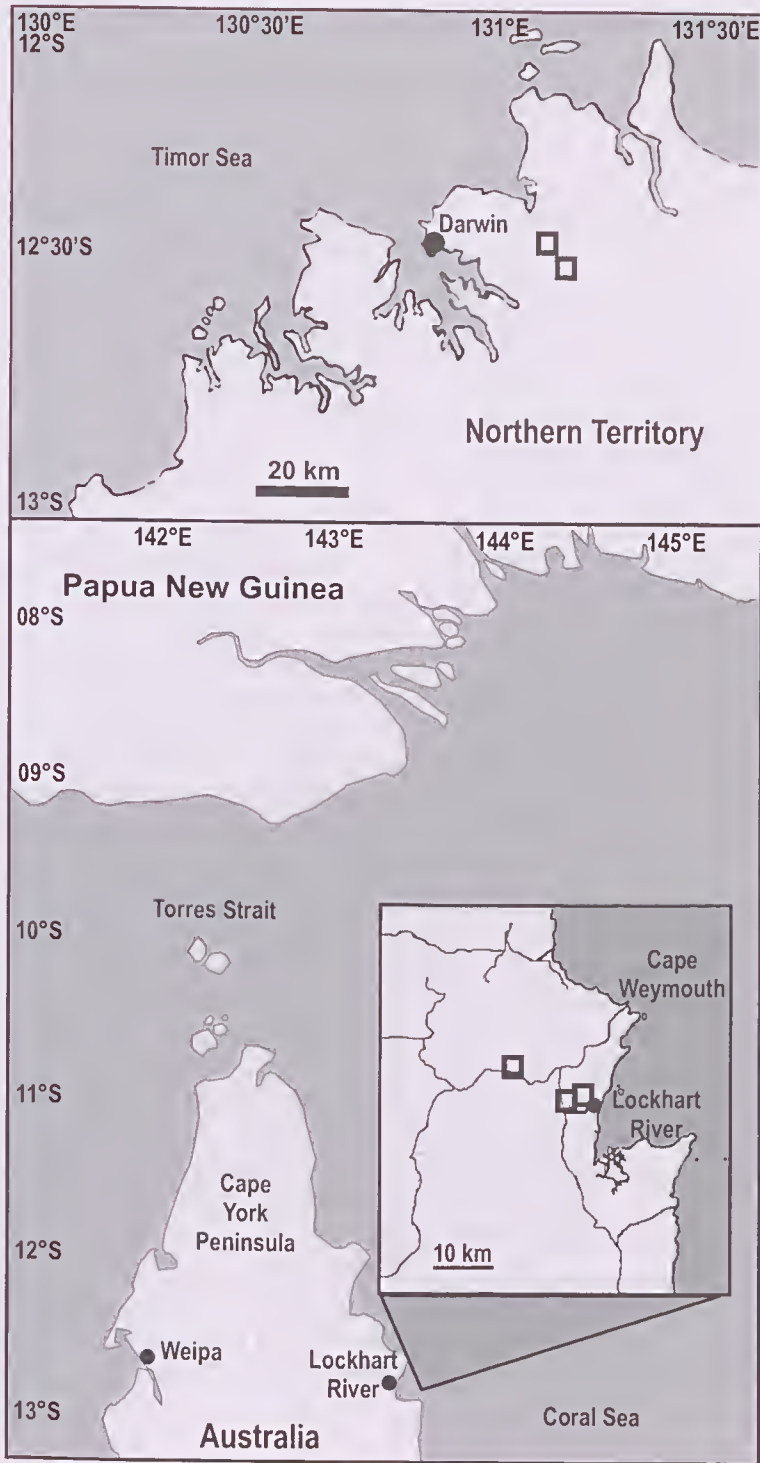 130°E 130°30'E 131°E 131°30'E
12°S
Timor Sea
Darwin
12°30'S
Northern Territory
20 km
13°S
142°E 143°E 144°E 145°E
Papua New Guinea
08°S
09°S
Torres Strait
10°S
Cape
Weymouth
11°S
Lockhart
River
Cape
York
Peninsula
12°S
10 km
Weipa
Lockhart
River
13°S
Coral Sea
Australia